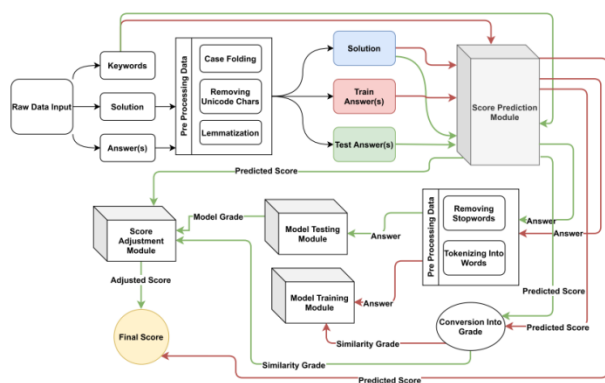 Keywords
Raw Data Input
Solution
Answer(s)
Pre Processing Data
Case Folding
Removing
Unicode Chars
Lemmatization
Solution
Train
Answer(s)
Test Answer(s)
Score Prediction
Module
Predicted Score
Score
Adjustment
Module
Model Grade
Model Testing
Module
Answer
Pre Processing Data
Removing
Stopwords
Tokenizing Into
Words
Answer
Answer
Adjusted Score
Model Training
Module
Answer
Predicted Score
Final Score
Similarity Grade
Similarity Grade
Conversion Into
Grade
Predicted Score
Predicted Score